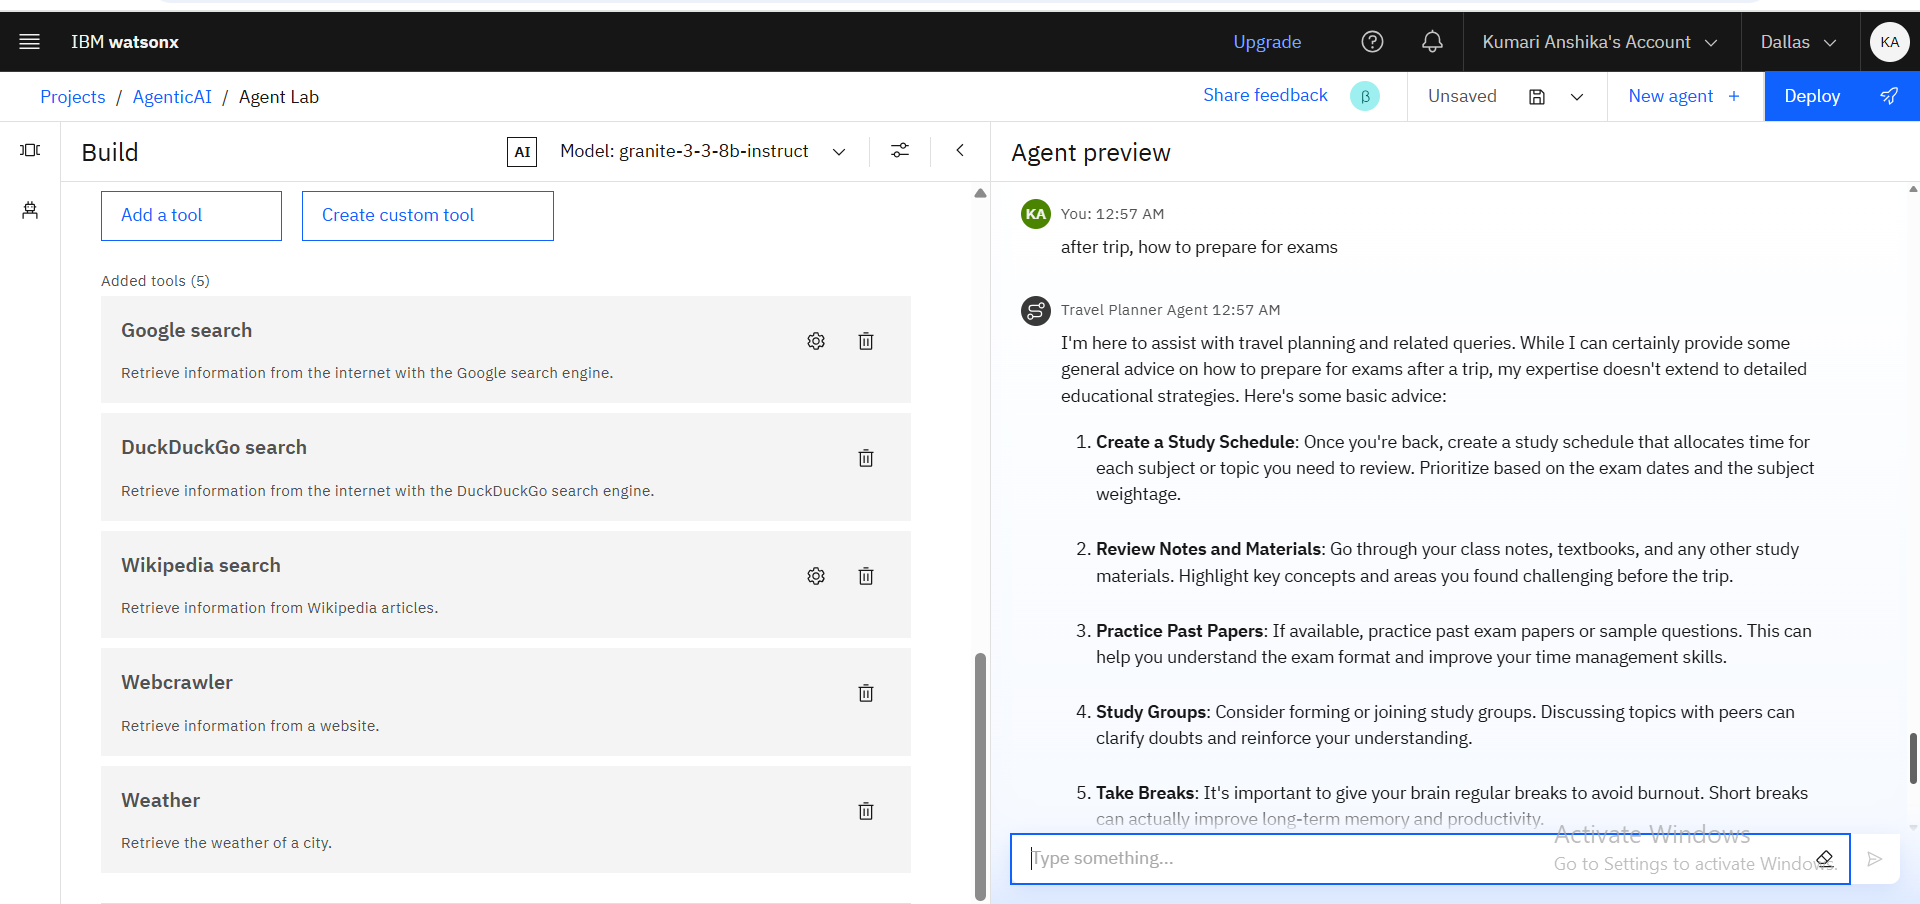 IBM watsonx
Upgrade
Kumari Anshika's Account
Dallas
KA
Projects / AgenticAI / Agent Lab
Share feedback
β
Unsaved
New agent +
Deploy
Build
AI
Model: granite-3-3-8b-instruct
Add a tool
Create custom tool
Added tools (5)
Google search
Retrieve information from the internet with the Google search engine.
DuckDuckGo search
Retrieve information from the internet with the DuckDuckGo search engine.
Wikipedia search
Retrieve information from Wikipedia articles.
Webcrawler
Retrieve information from a website.
Weather
Retrieve the weather of a city.
Agent preview
KA
You: 12:57 AM
after trip, how to prepare for exams
Travel Planner Agent 12:57 AM
I'm here to assist with travel planning and related queries. While I can certainly provide some
general advice on how to prepare for exams after a trip, my expertise doesn't extend to detailed
educational strategies. Here's some basic advice:
1. Create a Study Schedule: Once you're back, create a study schedule that allocates time for
each subject or topic you need to review. Prioritize based on the exam dates and the subject
weightage.
2. Review Notes and Materials: Go through your class notes, textbooks, and any other study
materials. Highlight key concepts and areas you found challenging before the trip.
3. Practice Past Papers: If available, practice past exam papers or sample questions. This can
help you understand the exam format and improve your time management skills.
4. Study Groups: Consider forming or joining study groups. Discussing topics with peers can
clarify doubts and reinforce your understanding.
5. Take Breaks: It's important to give your brain regular breaks to avoid burnout. Short breaks
can actually improve long-term memory and productivity.
Type something...
Activate Windows
Go to Settings to activate Windows.